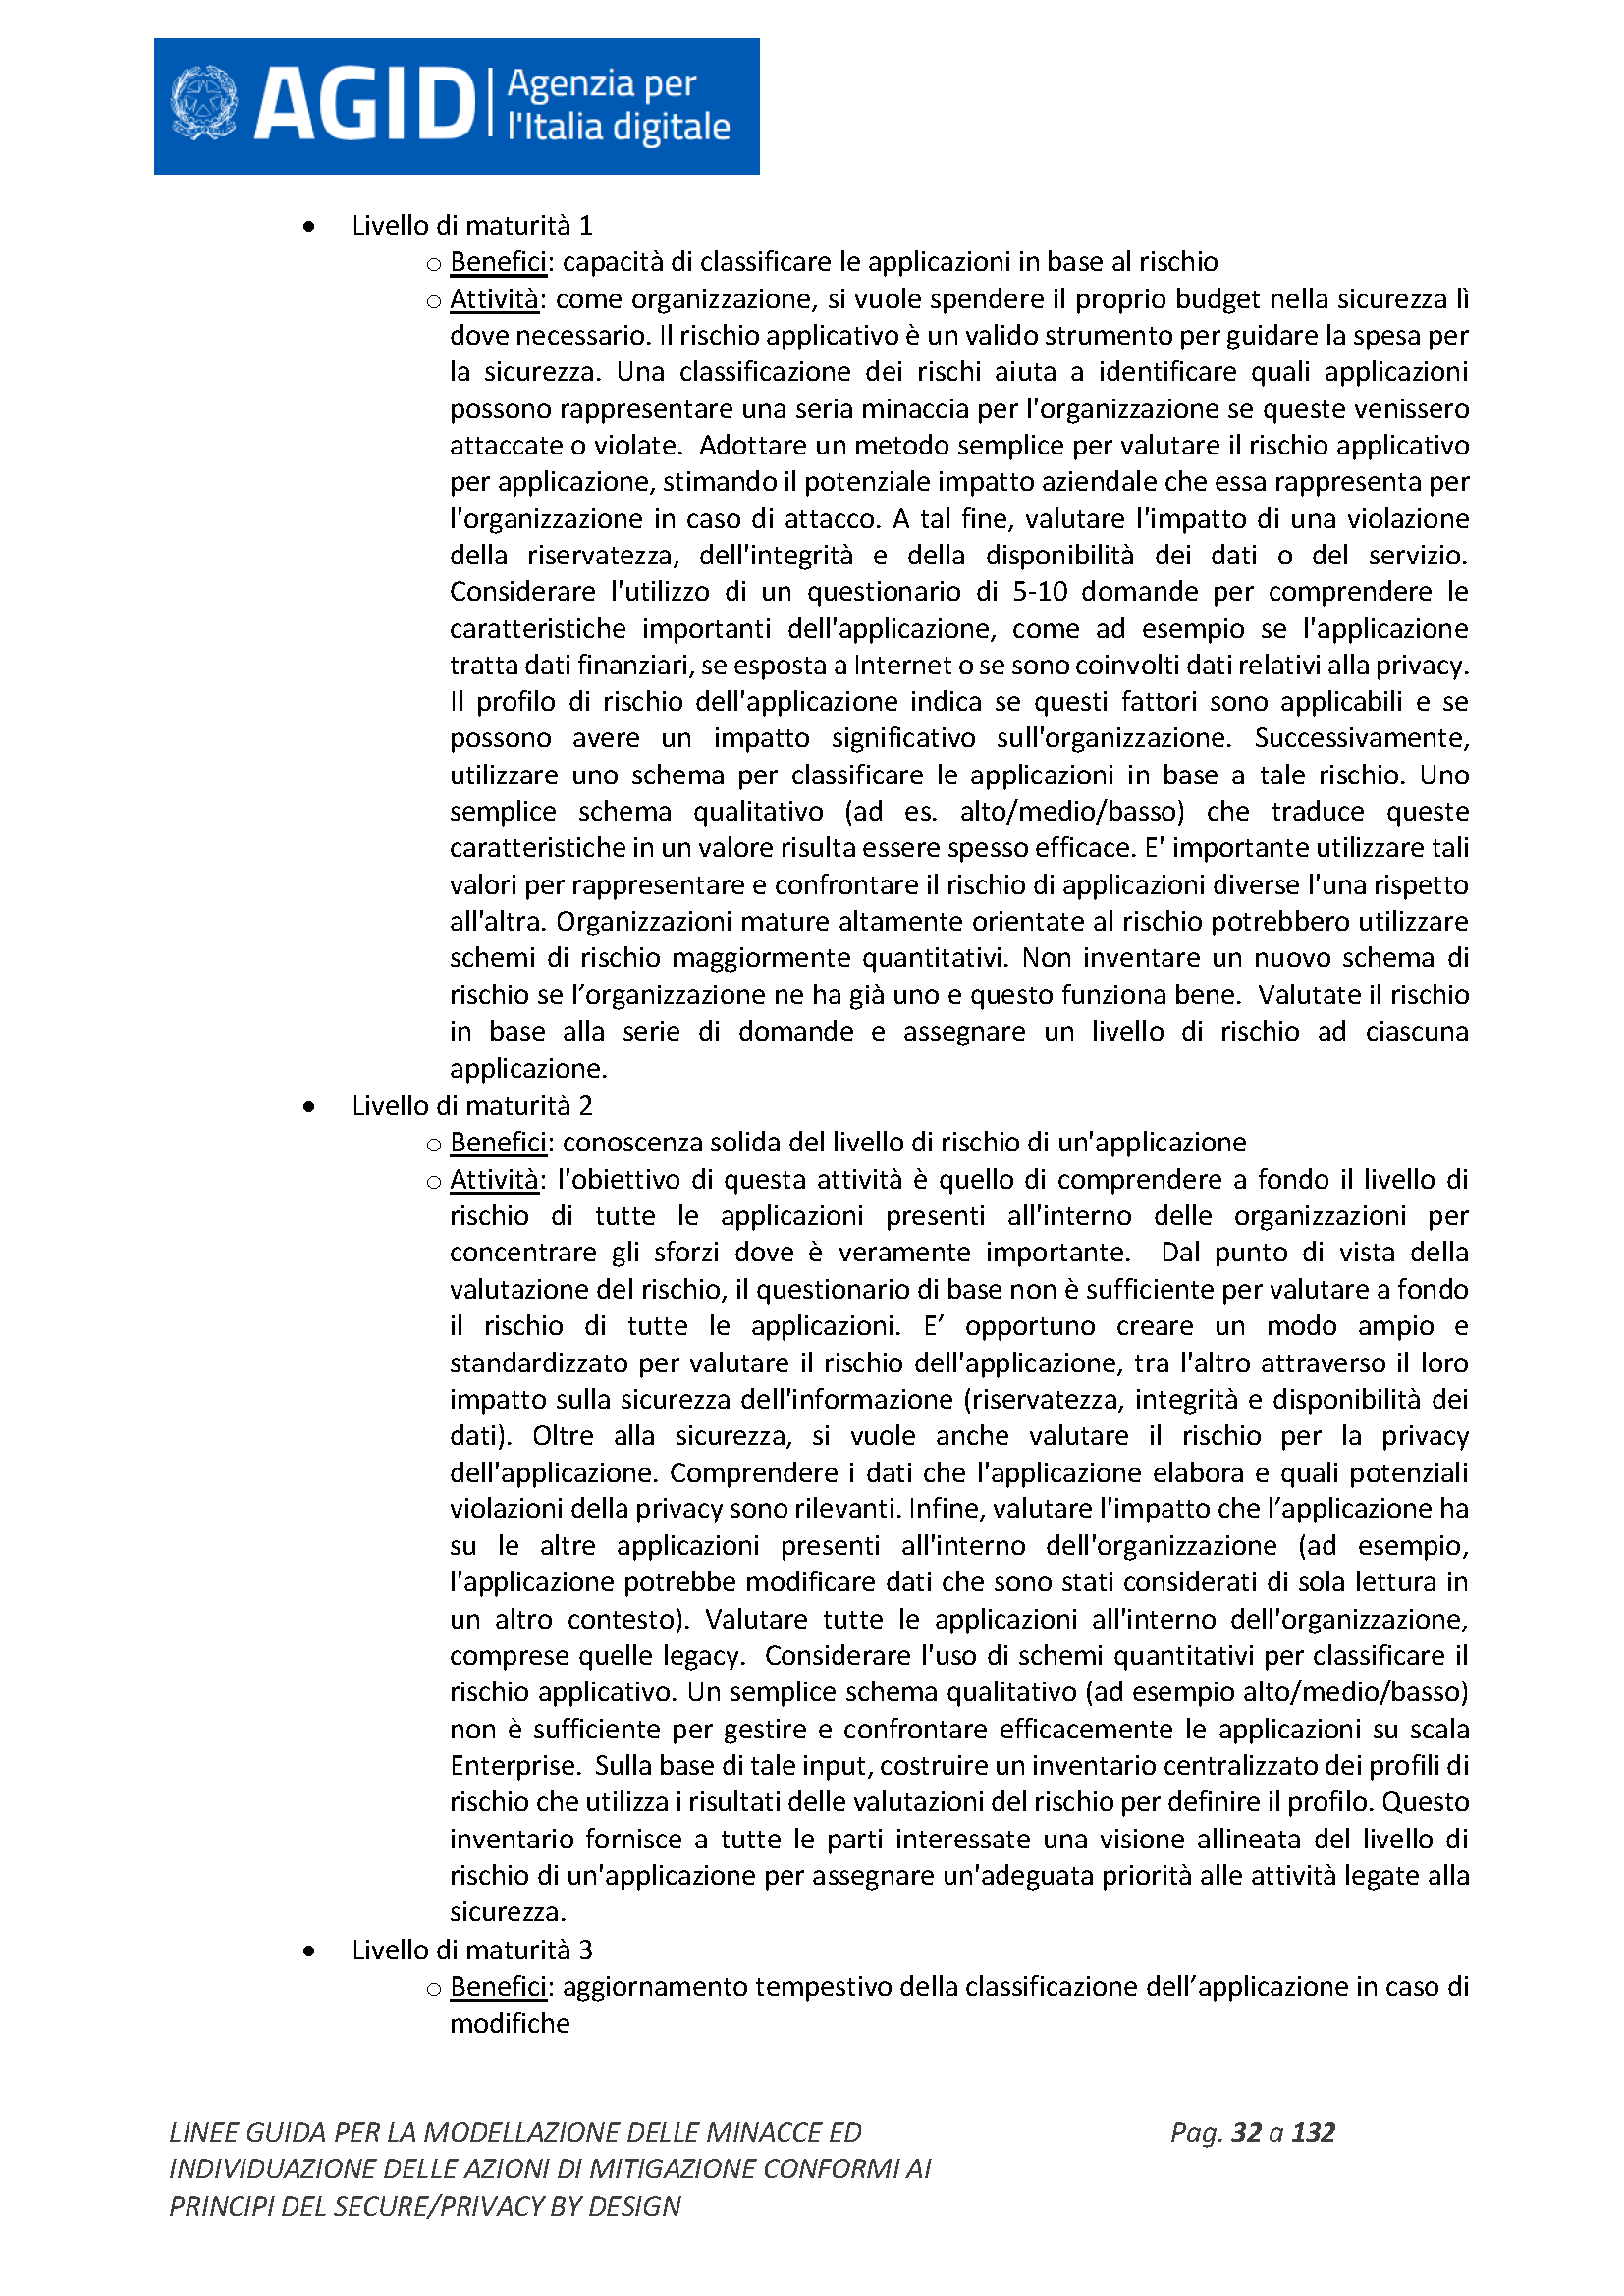 AGID | Agenzia per
l'Italia digitale
• Livello di maturità 1
o Benefici: capacità di classificare le applicazioni in base al rischio
o Attività: come organizzazione, si vuole spendere il proprio budget nella sicurezza lì
dove necessario. Il rischio applicativo è un valido strumento per guidare la spesa per
la sicurezza. Una classificazione dei rischi aiuta a identificare quali applicazioni
possono rappresentare una seria minaccia per l'organizzazione se queste venissero
attaccate o violate. Adottare un metodo semplice per valutare il rischio applicativo
per applicazione, stimando il potenziale impatto aziendale che essa rappresenta per
l'organizzazione in caso di attacco. A tal fine, valutare l'impatto di una violazione
della riservatezza, dell'integrità e della disponibilità dei dati o del servizio.
Considerare l'utilizzo di un questionario di 5-10 domande per comprendere le
caratteristiche importanti dell'applicazione, come ad esempio se l'applicazione
tratta dati finanziari, se esposta a Internet o se sono coinvolti dati relativi alla privacy.
Il profilo di rischio dell'applicazione indica se questi fattori sono applicabili e se
possono avere un impatto significativo sull'organizzazione. Successivamente,
utilizzare uno schema per classificare le applicazioni in base a tale rischio. Uno
semplice schema qualitativo (ad es. alto/medio/basso) che traduce queste
caratteristiche in un valore risulta essere spesso efficace. E' importante utilizzare tali
valori per rappresentare e confrontare il rischio di applicazioni diverse l'una rispetto
all'altra. Organizzazioni mature altamente orientate al rischio potrebbero utilizzare
schemi di rischio maggiormente quantitativi. Non inventare un nuovo schema di
rischio se l’organizzazione ne ha già uno e questo funziona bene. Valutate il rischio
in base alla serie di domande e assegnare un livello di rischio ad ciascuna
applicazione.
• Livello di maturità 2
o Benefici: conoscenza solida del livello di rischio di un'applicazione
o Attività: l'obiettivo di questa attività è quello di comprendere a fondo il livello di
rischio di tutte le applicazioni presenti all'interno delle organizzazioni per
concentrare gli sforzi dove è veramente importante. Dal punto di vista della
valutazione del rischio, il questionario di base non è sufficiente per valutare a fondo
il rischio di tutte le applicazioni. E’ opportuno creare un modo ampio e
standardizzato per valutare il rischio dell'applicazione, tra l'altro attraverso il loro
impatto sulla sicurezza dell'informazione (riservatezza, integrità e disponibilità dei
dati). Oltre alla sicurezza, si vuole anche valutare il rischio per la privacy
dell'applicazione. Comprendere i dati che l'applicazione elabora e quali potenziali
violazioni della privacy sono rilevanti. Infine, valutare l'impatto che l’applicazione ha
su le altre applicazioni presenti all'interno dell'organizzazione (ad esempio,
l'applicazione potrebbe modificare dati che sono stati considerati di sola lettura in
un altro contesto). Valutare tutte le applicazioni all'interno dell'organizzazione,
comprese quelle legacy. Considerare l'uso di schemi quantitativi per classificare il
rischio applicativo. Un semplice schema qualitativo (ad esempio alto/medio/basso)
non è sufficiente per gestire e confrontare efficacemente le applicazioni su scala
Enterprise. Sulla base di tale input, costruire un inventario centralizzato dei profili di
rischio che utilizza i risultati delle valutazioni del rischio per definire il profilo. Questo
inventario fornisce a tutte le parti interessate una visione allineata del livello di
rischio di un'applicazione per assegnare un'adeguata priorità alle attività legate alla
sicurezza.
• Livello di maturità 3
o Benefici: aggiornamento tempestivo della classificazione dell’applicazione in caso di
modifiche
LINEE GUIDA PER LA MODELLAZIONE DELLE MINACCE ED Pag. 32 a 132
INDIVIDUAZIONE DELLE AZIONI DI MITIGAZIONE CONFORMI AI
PRINCIPI DEL SECURE/PRIVACY BY DESIGN